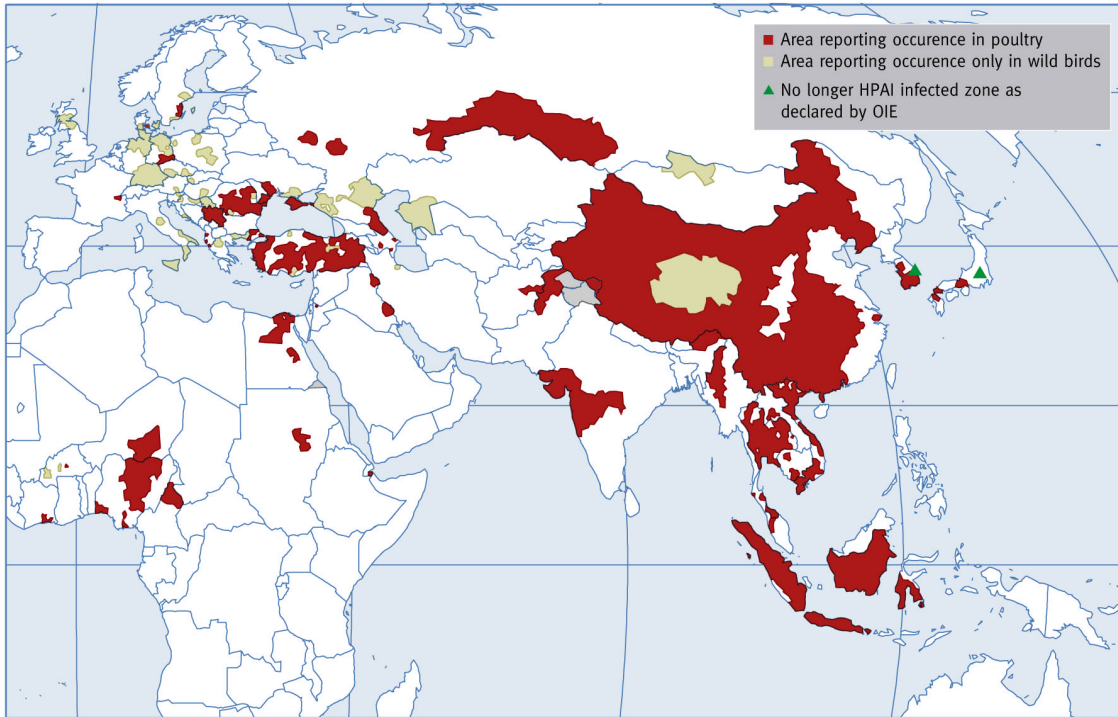 Area reporting occurence in poultry
Area reporting occurence only in wild birds
No longer HPAI infected zone as
declared by OIE